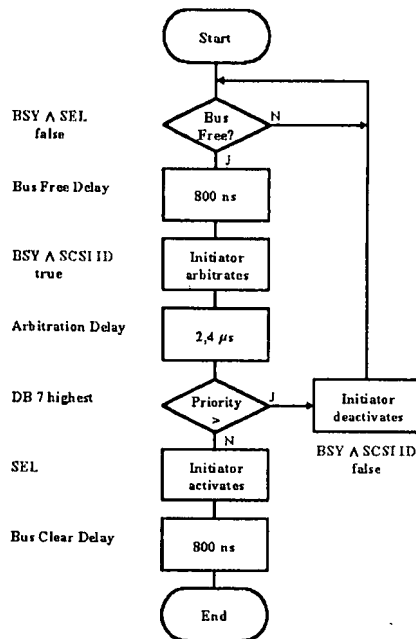 Start
BSY ∧ SEL
false
Bus
Free?
N
J
Bus Free Delay
800 ns
BSY ∧ SCSI ID
true
Initiator
arbitrates
Arbitration Delay
2,4 µs
DB 7 highest
Priority
>
J
Initiator
deactivates
N
BSY ∧ SCSI ID
false
SEL
Initiator
activates
Bus Clear Delay
800 ns
End